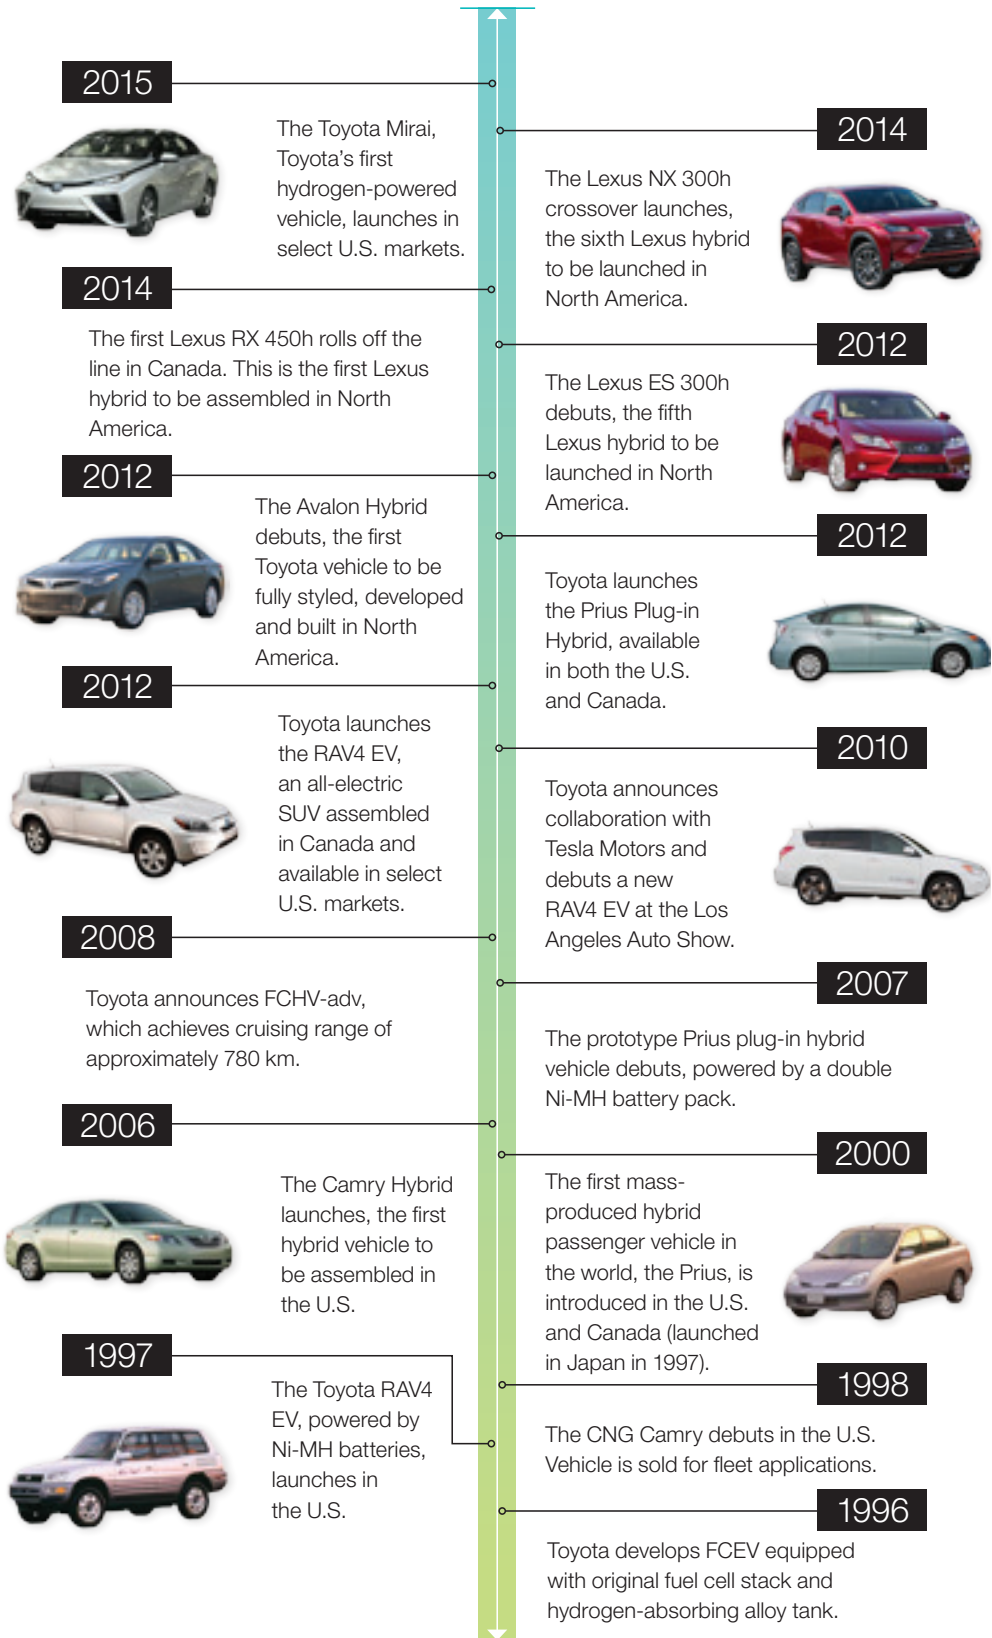 2015
The Toyota Mirai,
Toyota’s first
hydrogen-powered
vehicle, launches in
select U.S. markets.
2014
The Lexus NX 300h
crossover launches,
the sixth Lexus hybrid
to be launched in
North America.
2014
The first Lexus RX 450h rolls off the
line in Canada. This is the first Lexus
hybrid to be assembled in North
America.
2012
The Lexus ES 300h
debuts, the fifth
Lexus hybrid to be
launched in North
America.
2012
The Avalon Hybrid
debuts, the first
Toyota vehicle to be
fully styled, developed
and built in North
America.
2012
Toyota launches
the Prius Plug-in
Hybrid, available
in both the U.S.
and Canada.
2012
Toyota launches
the RAV4 EV,
an all-electric
SUV assembled
in Canada and
available in select
U.S. markets.
2010
Toyota announces
collaboration with
Tesla Motors and
debuts a new
RAV4 EV at the Los
Angeles Auto Show.
2008
Toyota announces FCHV-adv,
which achieves cruising range of
approximately 780 km.
2007
The prototype Prius plug-in hybrid
vehicle debuts, powered by a double
Ni-MH battery pack.
2006
The Camry Hybrid
launches, the first
hybrid vehicle to
be assembled in
the U.S.
2000
The first mass-
produced hybrid
passenger vehicle in
the world, the Prius, is
introduced in the U.S.
and Canada (launched
in Japan in 1997).
1997
The Toyota RAV4
EV, powered by
Ni-MH batteries,
launches in
the U.S.
1998
The CNG Camry debuts in the U.S.
Vehicle is sold for fleet applications.
1996
Toyota develops FCEV equipped
with original fuel cell stack and
hydrogen-absorbing alloy tank.